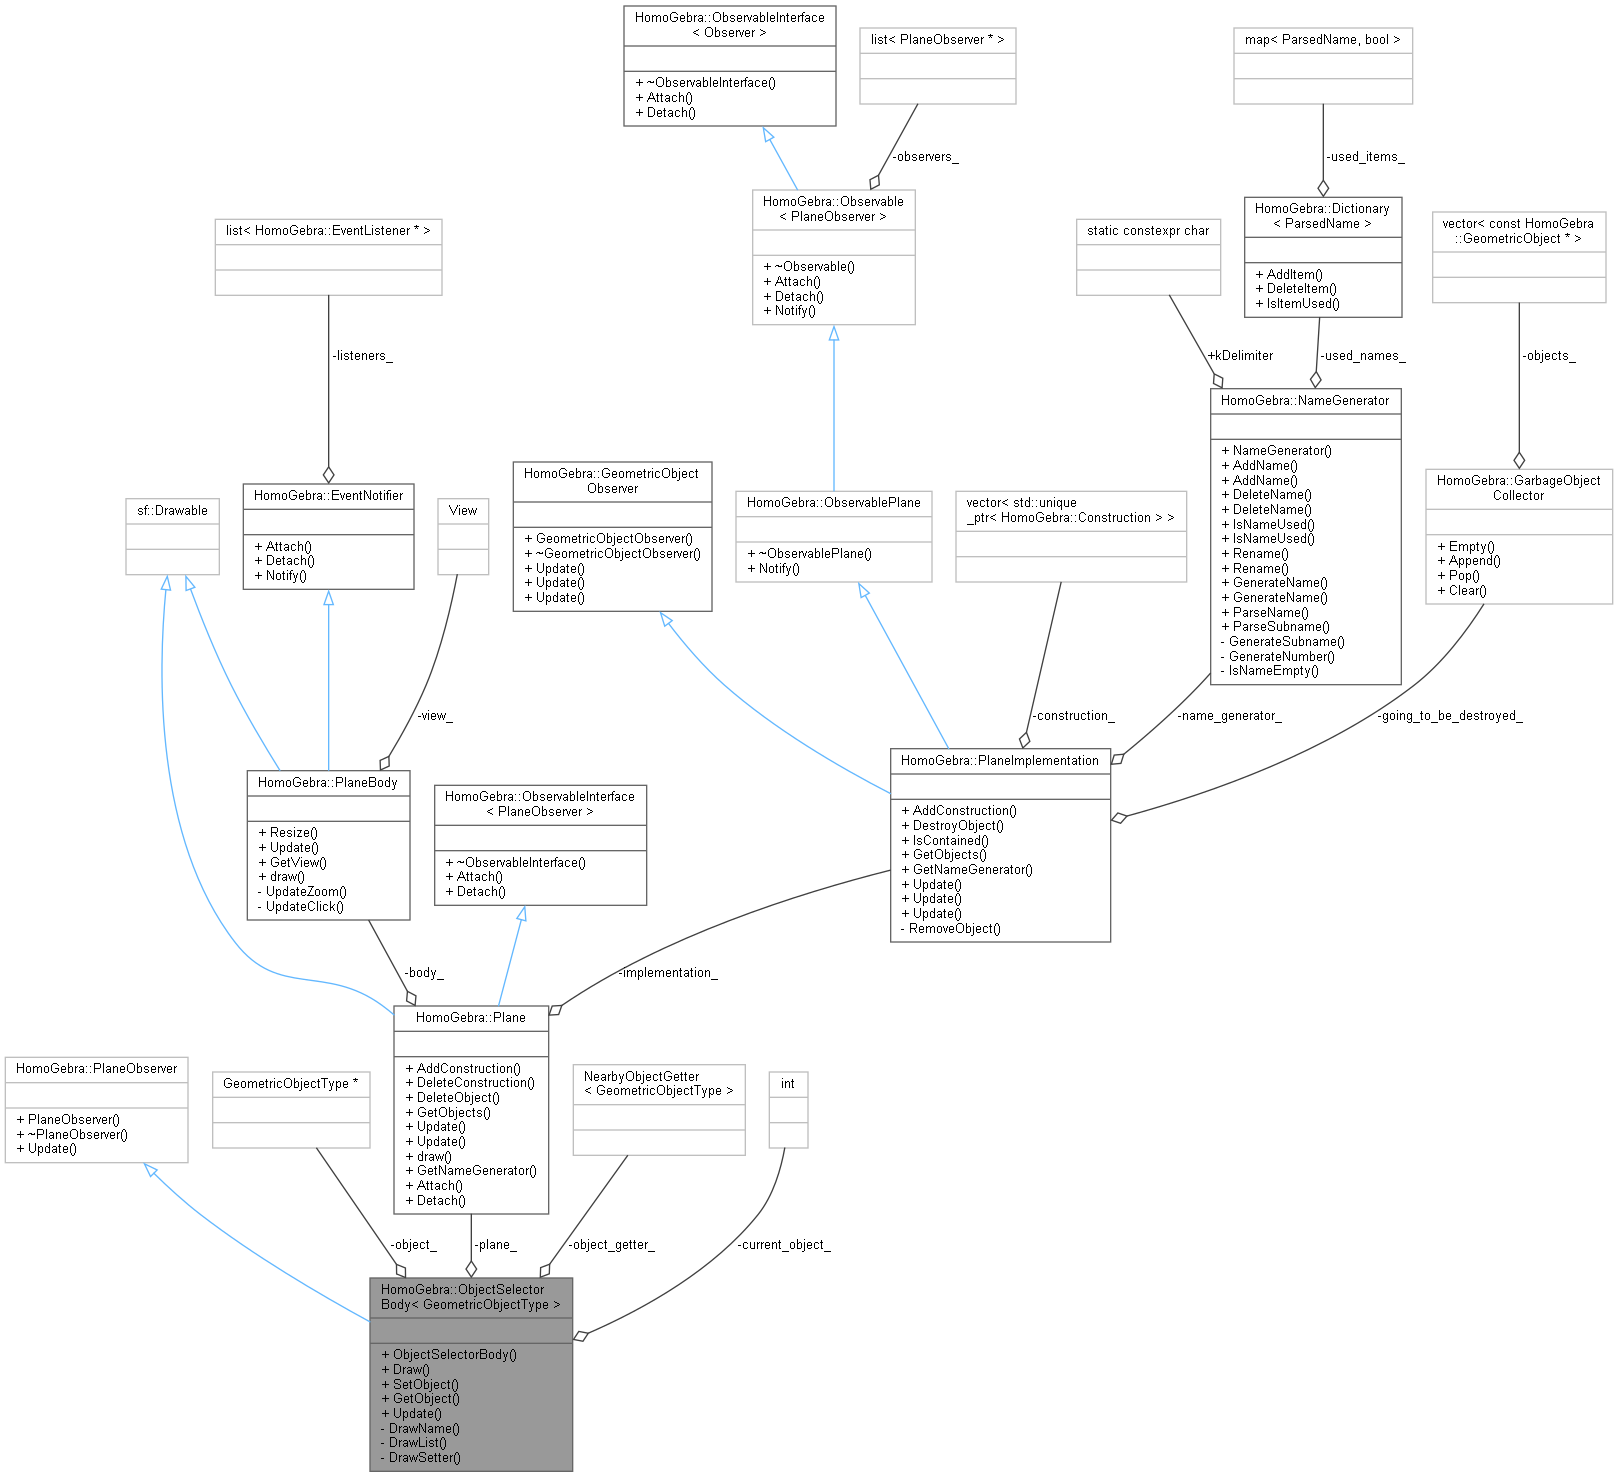 HomoGebra::ObservableInterface
< Observer >
+ ~ObservableInterface()
+ Attach()
+ Detach()
list< PlaneObserver * >
map< ParsedName, bool >
-observers_
-used_items_
HomoGebra::Observable
< PlaneObserver >
+ ~Observable()
+ Attach()
+ Detach()
+ Notify()
HomoGebra::Dictionary
< ParsedName >
+ AddItem()
+ DeleteItem()
+ IsItemUsed()
list< HomoGebra::EventListener * >
static constexpr char
vector< const HomoGebra
::GeometricObject * >
-listeners_
+kDelimiter
-used_names_
-objects_
HomoGebra::NameGenerator
+ NameGenerator()
+ AddName()
+ AddName()
+ DeleteName()
+ DeleteName()
+ IsNameUsed()
+ IsNameUsed()
+ Rename()
+ Rename()
+ GenerateName()
+ GenerateName()
+ ParseName()
+ ParseSubname()
- GenerateSubname()
- GenerateNumber()
- IsNameEmpty()
HomoGebra::GarbageObject
Collector
+ Empty()
+ Append()
+ Pop()
+ Clear()
sf::Drawable
HomoGebra::EventNotifier
+ Attach()
+ Detach()
+ Notify()
View
HomoGebra::GeometricObject
Observer
+ GeometricObjectObserver()
+ ~GeometricObjectObserver()
+ Update()
+ Update()
+ Update()
HomoGebra::ObservablePlane
+ ~ObservablePlane()
+ Notify()
vector< std::unique
_ptr< HomoGebra::Construction > >
-view_
-construction_
-name_generator_
-going_to_be_destroyed_
HomoGebra::PlaneBody
+ Resize()
+ Update()
+ GetView()
+ draw()
- UpdateZoom()
- UpdateClick()
HomoGebra::ObservableInterface
< PlaneObserver >
+ ~ObservableInterface()
+ Attach()
+ Detach()
HomoGebra::PlaneImplementation
+ AddConstruction()
+ DestroyObject()
+ IsContained()
+ GetObjects()
+ GetNameGenerator()
+ Update()
+ Update()
+ Update()
- RemoveObject()
-body_
-implementation_
HomoGebra::Plane
+ AddConstruction()
+ DeleteConstruction()
+ DeleteObject()
+ GetObjects()
+ Update()
+ Update()
+ draw()
+ GetNameGenerator()
+ Attach()
+ Detach()
HomoGebra::PlaneObserver
+ PlaneObserver()
+ ~PlaneObserver()
+ Update()
GeometricObjectType *
NearbyObjectGetter
< GeometricObjectType >
int
-object_
-plane_
-object_getter_
-current_object_
HomoGebra::ObjectSelector
Body< GeometricObjectType >
+ ObjectSelectorBody()
+ Draw()
+ SetObject()
+ GetObject()
+ Update()
- DrawName()
- DrawList()
- DrawSetter()